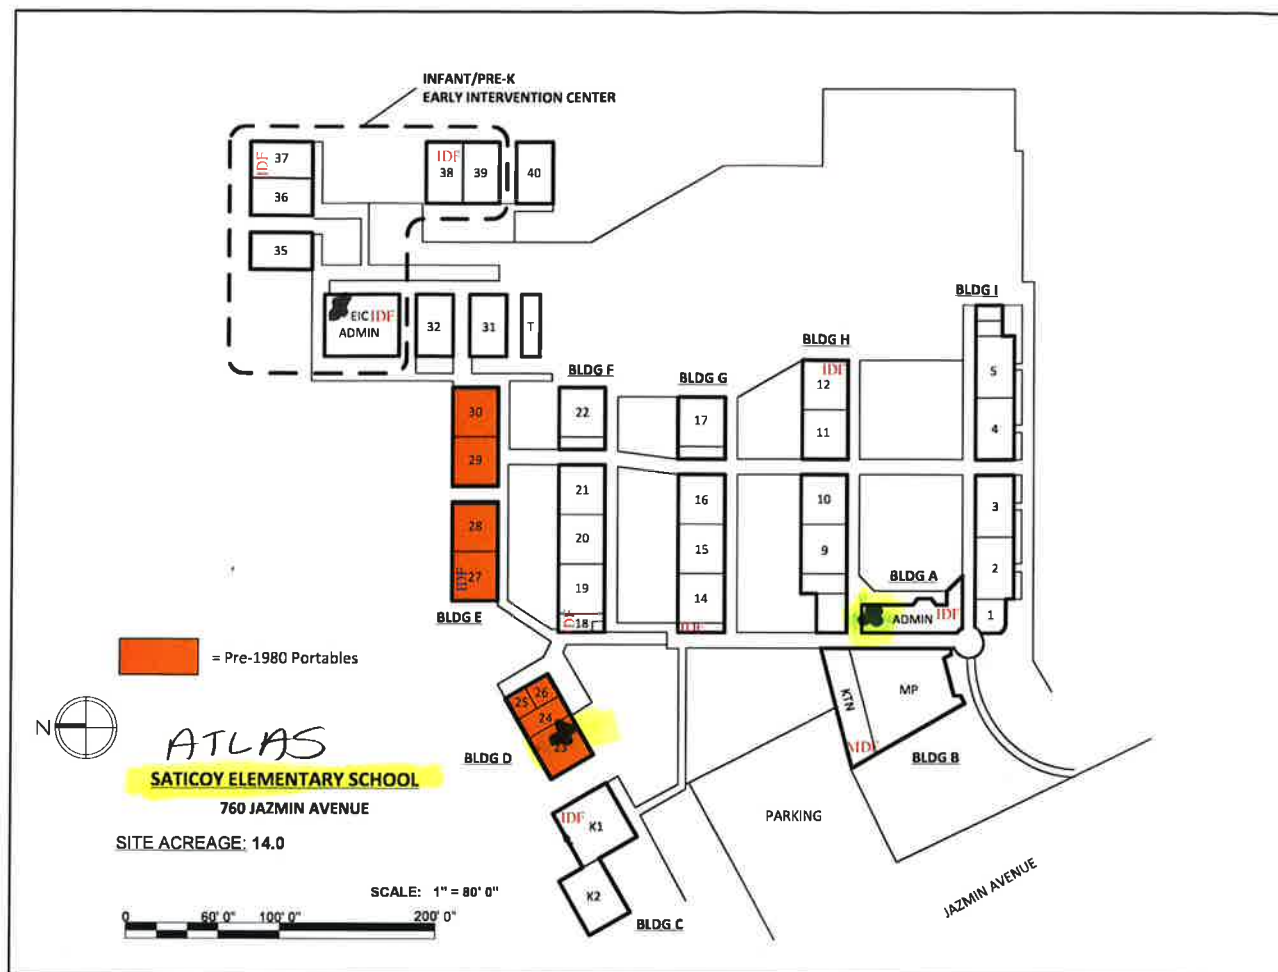 INFANT/PRE-K
EARLY INTERVENTION CENTER
IDF
37
36
35
IDF
38
39
40
EIC IDF
ADMIN
32
31
T
BLDG I
5
4
3
2
1
BLDG H
IDF
12
11
10
9
BLDG G
17
16
15
14
IDF
BLDG F
22
21
20
19
IDF
18
30
29
28
IDF
27
BLDG E
BLDG A
ADMIN IDF
= Pre-1980 Portables
25
26
24
23
BLDG D
KTN
MP
MDF
BLDG B
N
ATLAS
SATICOY ELEMENTARY SCHOOL
760 JAZMIN AVENUE
SITE ACREAGE: 14.0
IDF
K1
K2
BLDG C
PARKING
JAZMIN AVENUE
SCALE: 1" = 80' 0"
0 60' 0" 100' 0" 200' 0"